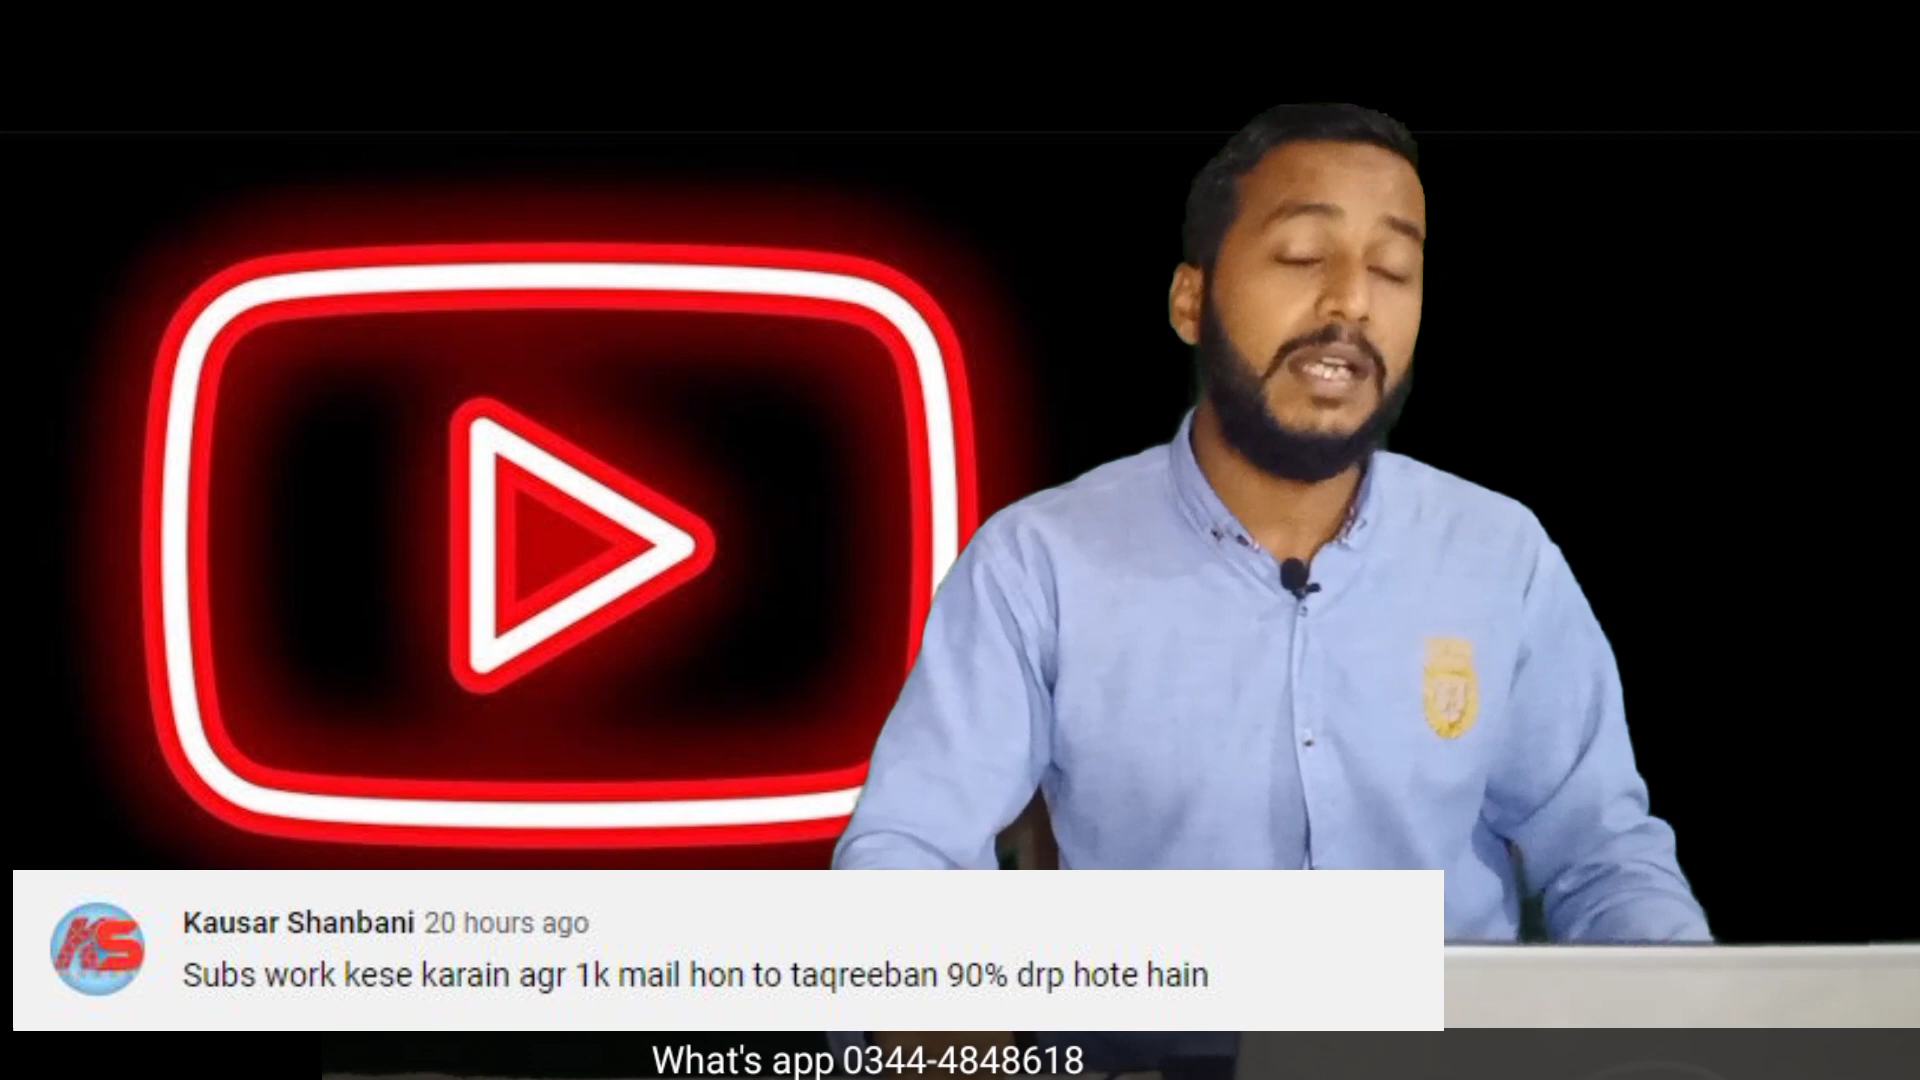 KS
Kausar Shanbani 20 hours ago
Subs work kese karain agr 1k mail hon to taqreeban 90% drp hote hain
What's app 0344-4848618